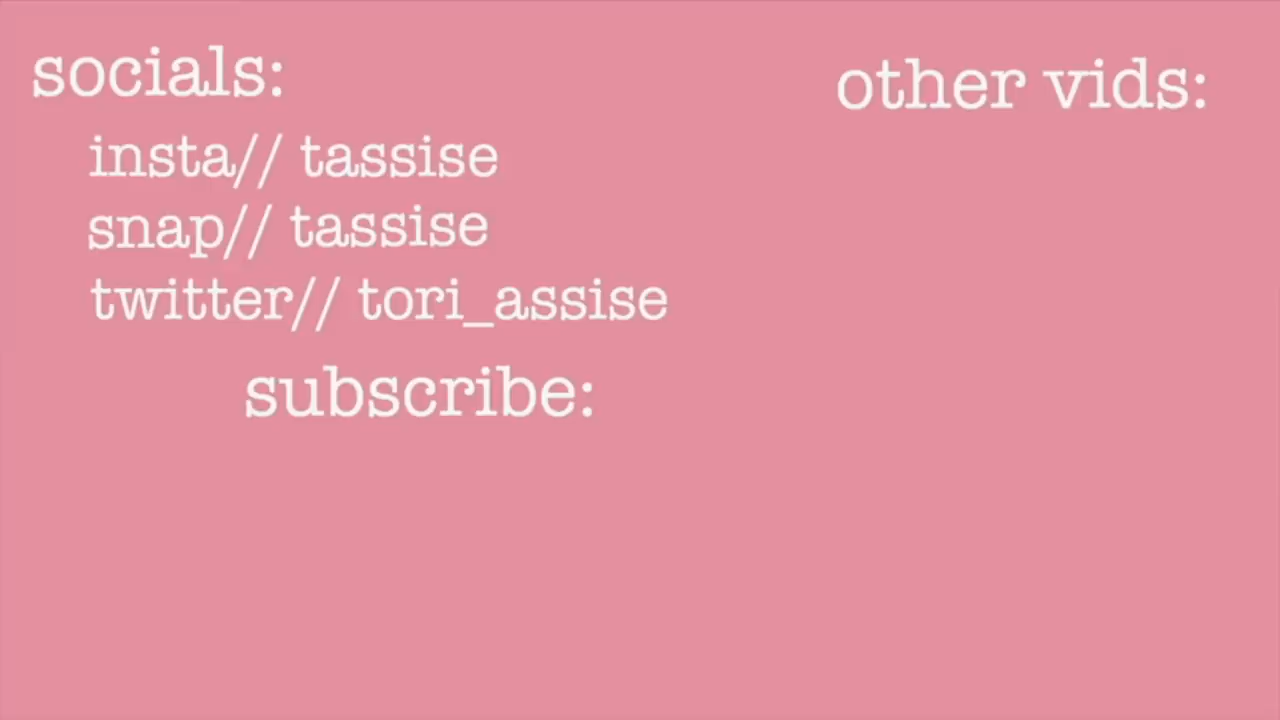 socials:
insta// tassise
snap// tassise
twitter// tori_assise
subscribe:
other vids: